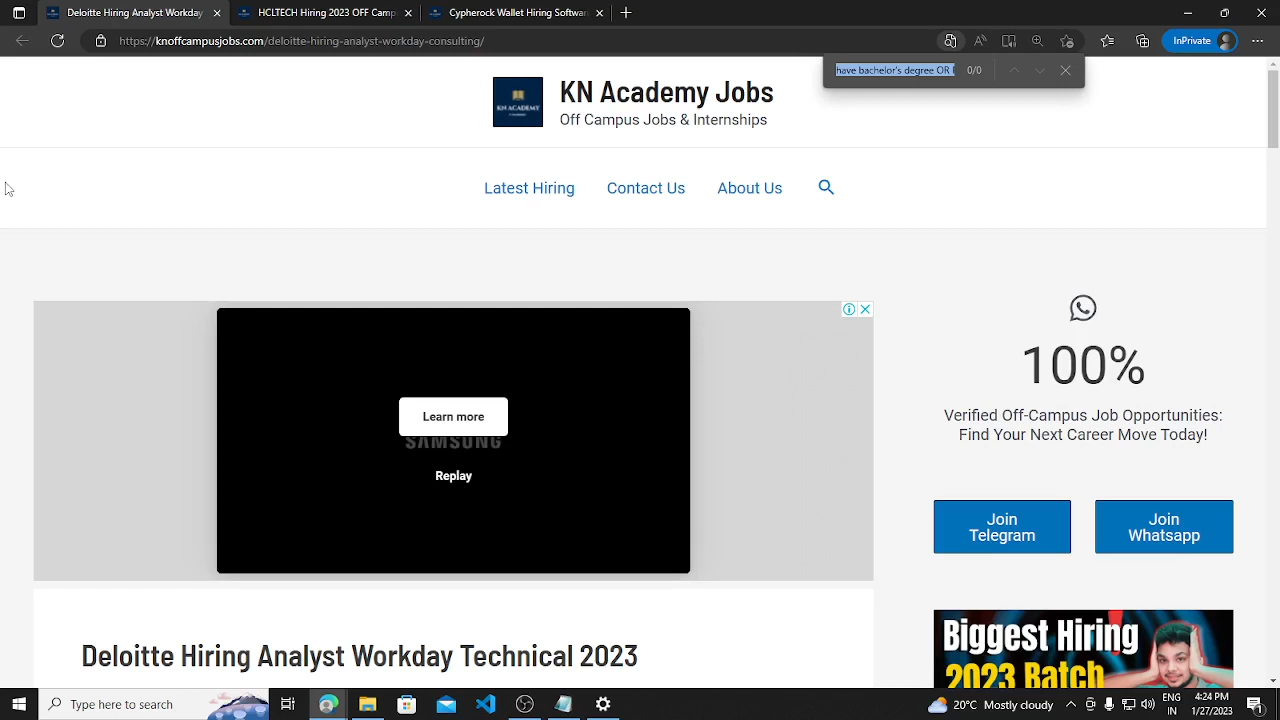 Deloitte Hiring Analyst Workday
HCLTECH Hiring 2023 OFF Camp
Cypherock Wallet Hiring Softwar
https://knoffcampusjobs.com/deloitte-hiring-analyst-workday-consulting/
InPrivate
have bachelor's degree OR
0/0
KN ACADEMY
KN Academy Jobs
Off Campus Jobs & Internships
Latest Hiring
Contact Us
About Us
Learn more
SAMSUNG
Replay
100%
Verified Off-Campus Job Opportunities:
Find Your Next Career Move Today!
Join
Telegram
Join
Whatsapp
Deloitte Hiring Analyst Workday Technical 2023
Biggest Hiring
2023 Batch
Type here to search
20°C Mostly cloudy
ENG
IN
4:24 PM
1/27/2023
1